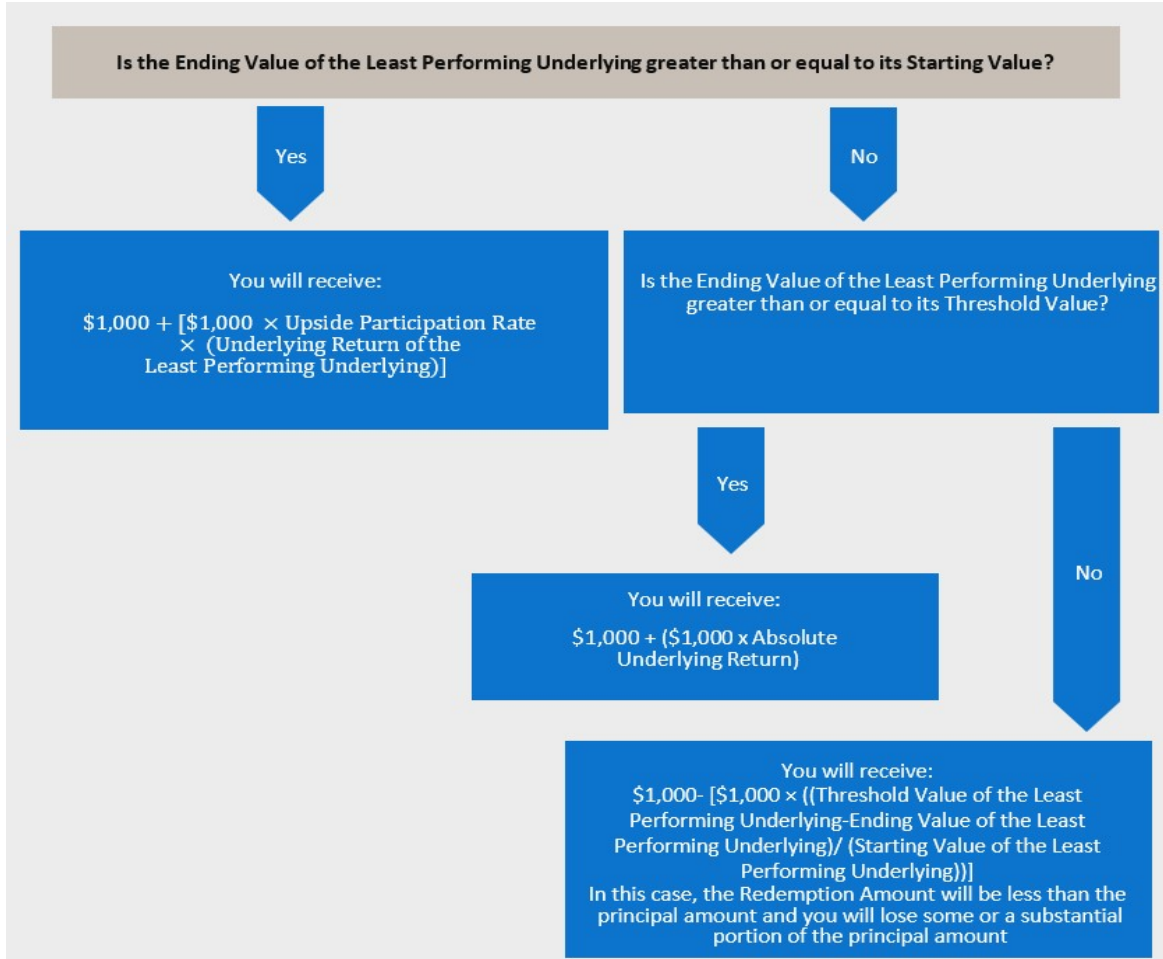 Is the Ending Value of the Least Performing Underlying greater than or equal to its Starting Value?
Yes
No
You will receive:
$1,000 + [$1,000 × Upside Participation Rate
× (Underlying Return of the
Least Performing Underlying)]
Is the Ending Value of the Least Performing Underlying
greater than or equal to its Threshold Value?
Yes
No
You will receive:
$1,000 + ($1,000 x Absolute
Underlying Return)
You will receive:
$1,000- [$1,000 × ((Threshold Value of the Least
Performing Underlying-Ending Value of the Least
Performing Underlying)/ (Starting Value of the Least
Performing Underlying))]
In this case, the Redemption Amount will be less than the
principal amount and you will lose some or a substantial
portion of the principal amount